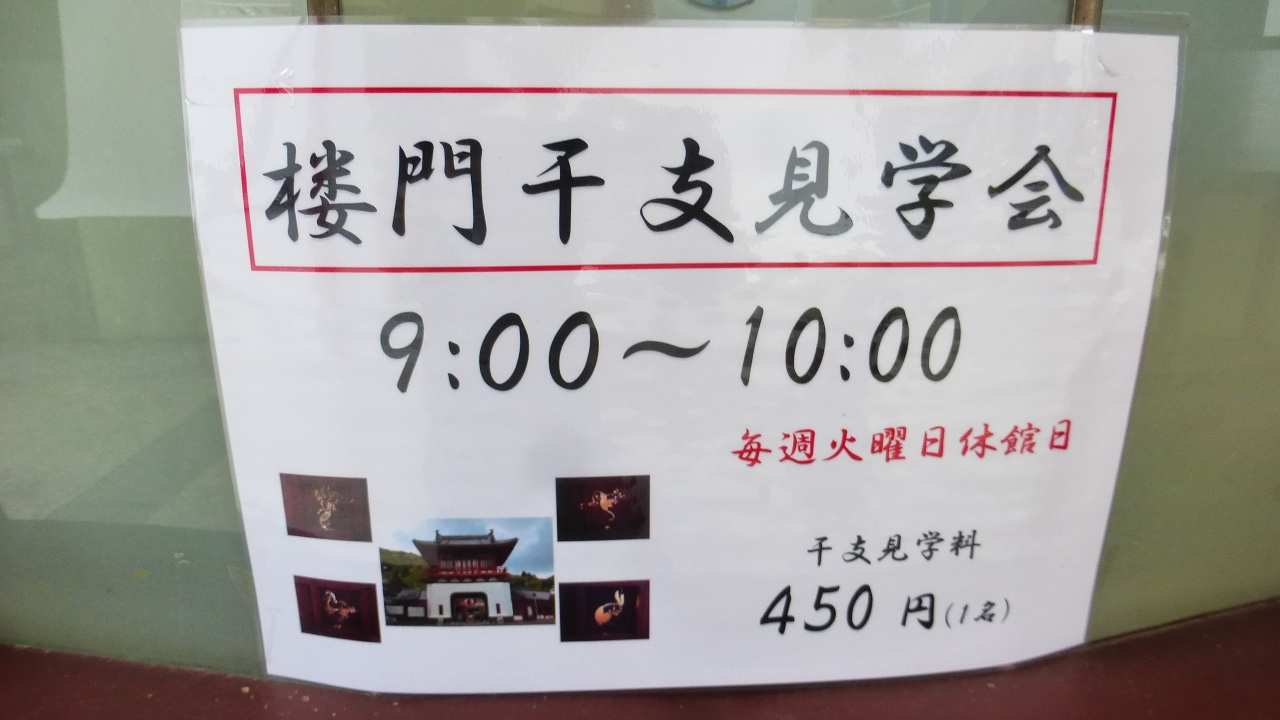 楼門干支見学会
9:00～10:00
毎週火曜日休館日
干支見学料
450円(1名)